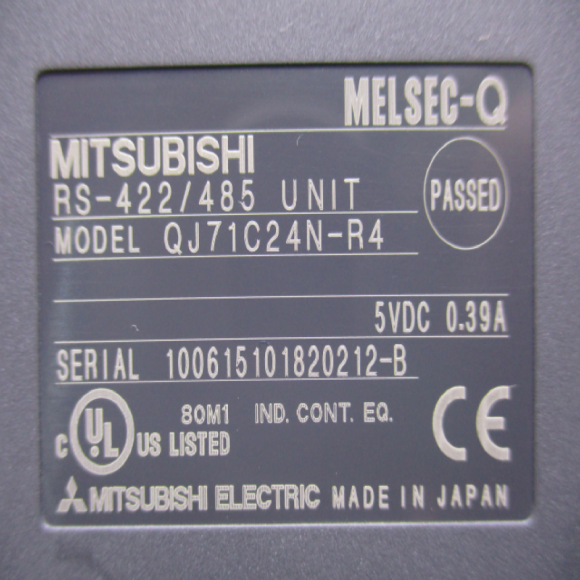 MELSEC-Q
MITSUBISHI
RS-422/485 UNIT
PASSED
MODEL QJ71C24N-R4
5VDC 0.39A
SERIAL 100615101820212-B
80M1 IND. CONT. EQ.
C UL US LISTED
CE
MITSUBISHI ELECTRIC MADE IN JAPAN